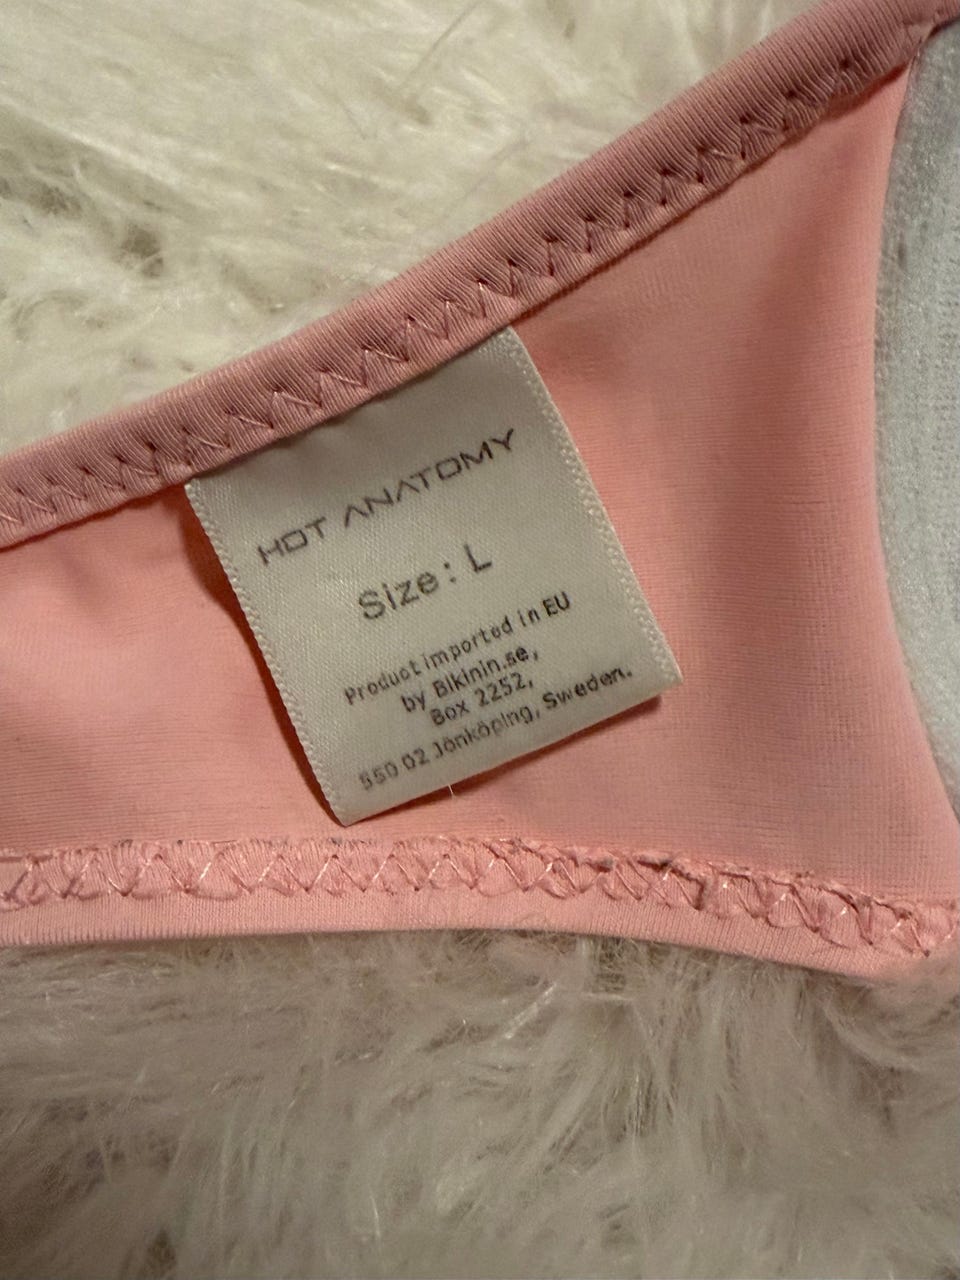 HOT ANATOMY
Size: L
Product imported in EU
by Bikinin.se,
Box 2252,
550 02 Jönköping, Sweden.